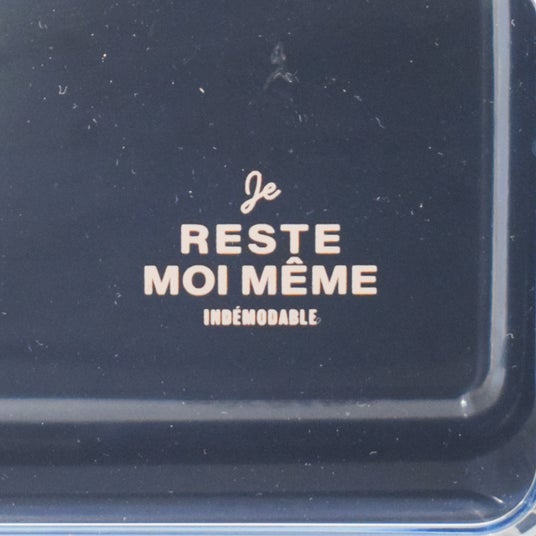 Je
RESTE
MOI MÊME
INDÉMODABLE